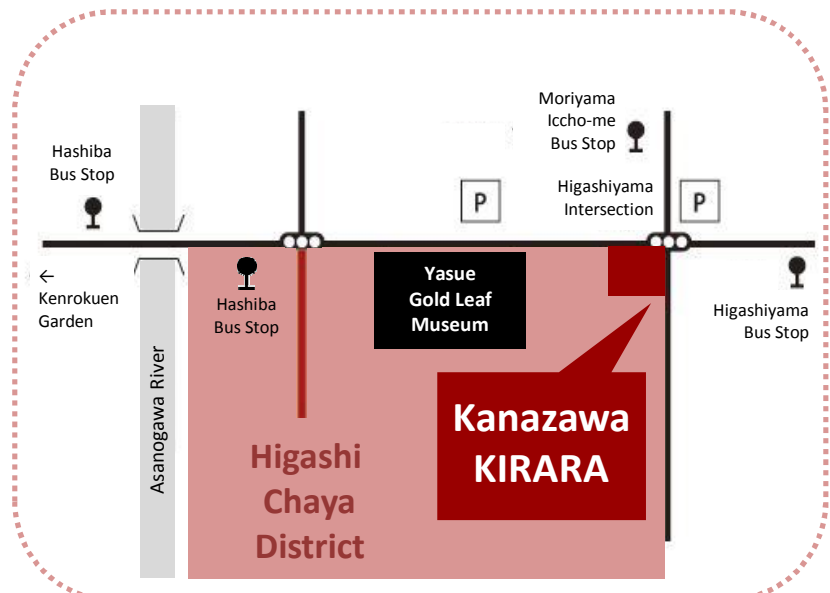 Moriyama
Iccho-me
Bus Stop
Hashiba
Bus Stop
Higashiyama
Intersection
P
P
←
Kenrokuen
Garden
Hashiba
Bus Stop
Yasue
Gold Leaf
Museum
Higashiyama
Bus Stop
Asanogawa River
Kanazawa
KIRARA
Higashi
Chaya
District